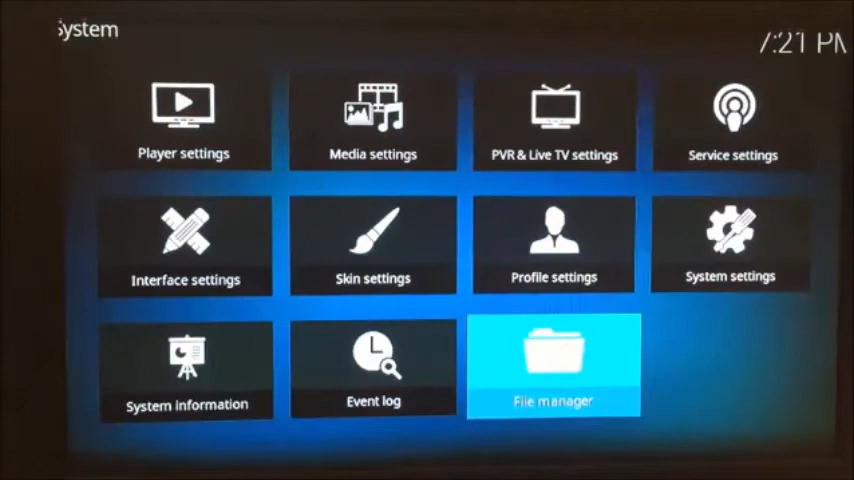 System
7:21 PM
Player settings
Media settings
PVR & Live TV settings
Service settings
Interface settings
Skin settings
Profile settings
System settings
System information
Event log
File manager